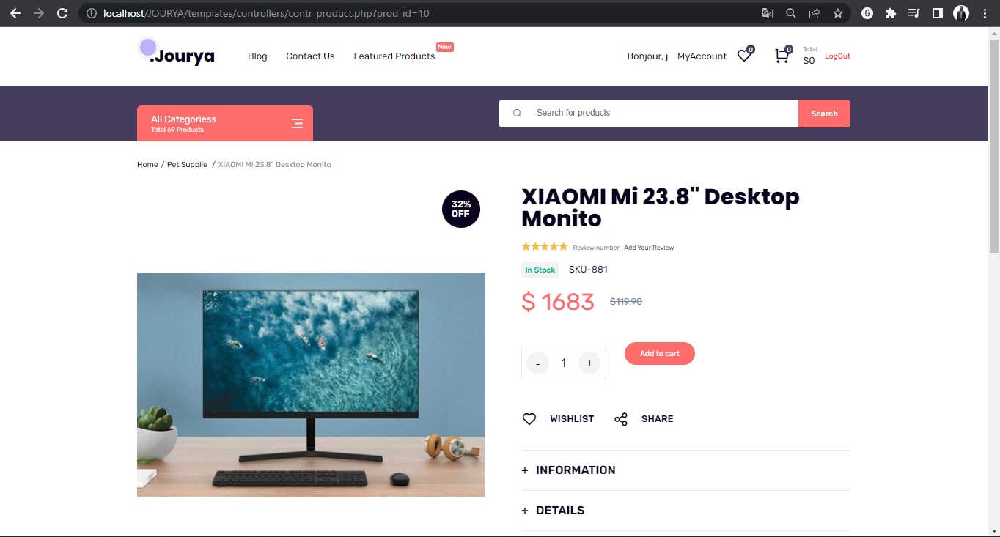 localhost/JOURYA/templates/controllers/contr_product.php?prod_id=10
.Jourya
Blog
Contact Us
Featured Products
New!
Bonjour, j
MyAccount
0
0
Total
$0
LogOut
All Categoriess
Total 69 Products
Search for products
Search
Home / Pet Supplie / XIAOMI Mi 23.8" Desktop Monito
32%
OFF
XIAOMI Mi 23.8" Desktop
Monito
Review number Add Your Review
In Stock SKU-881
$ 1683 $119.90
- 1 +
Add to cart
WISHLIST
SHARE
+ INFORMATION
+ DETAILS